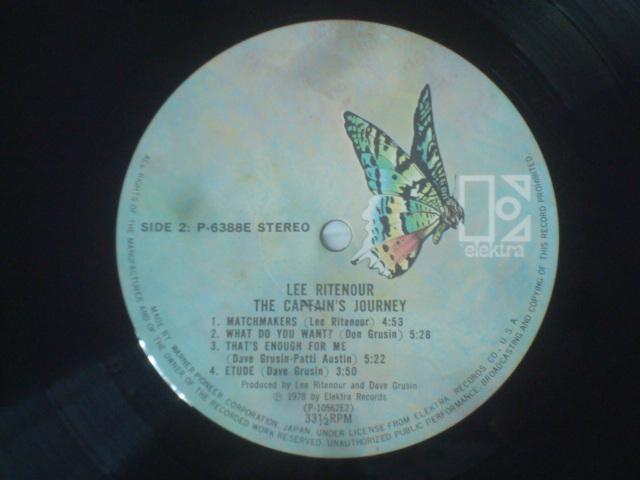 elektra
SIDE 2: P-6388E STEREO
LEE RITENOUR
THE CAPTAIN'S JOURNEY
1. MATCHMAKERS (Lee Ritenour) 4:53
2. WHAT DO YOU WANT? (Don Grusin) 5:28
3. THAT'S ENOUGH FOR ME
(Dave Grusin-Patti Austin) 5:22
4. ETUDE (Dave Grusin) 3:50
Produced by Lee Ritenour and Dave Grusin
Ⓟ 1978 by Elektra Records
(P-10562E2)
33⅓RPM
MADE BY WARNER-PIONEER CORPORATION, JAPAN, UNDER LICENSE FROM ELEKTRA RECORDS CO., U.S.A.
ALL RIGHTS OF THE MANUFACTURER AND OF THE OWNER OF THE RECORDED WORK RESERVED. UNAUTHORIZED PUBLIC PERFORMANCE, BROADCASTING AND COPYING OF THIS RECORD PROHIBITED.